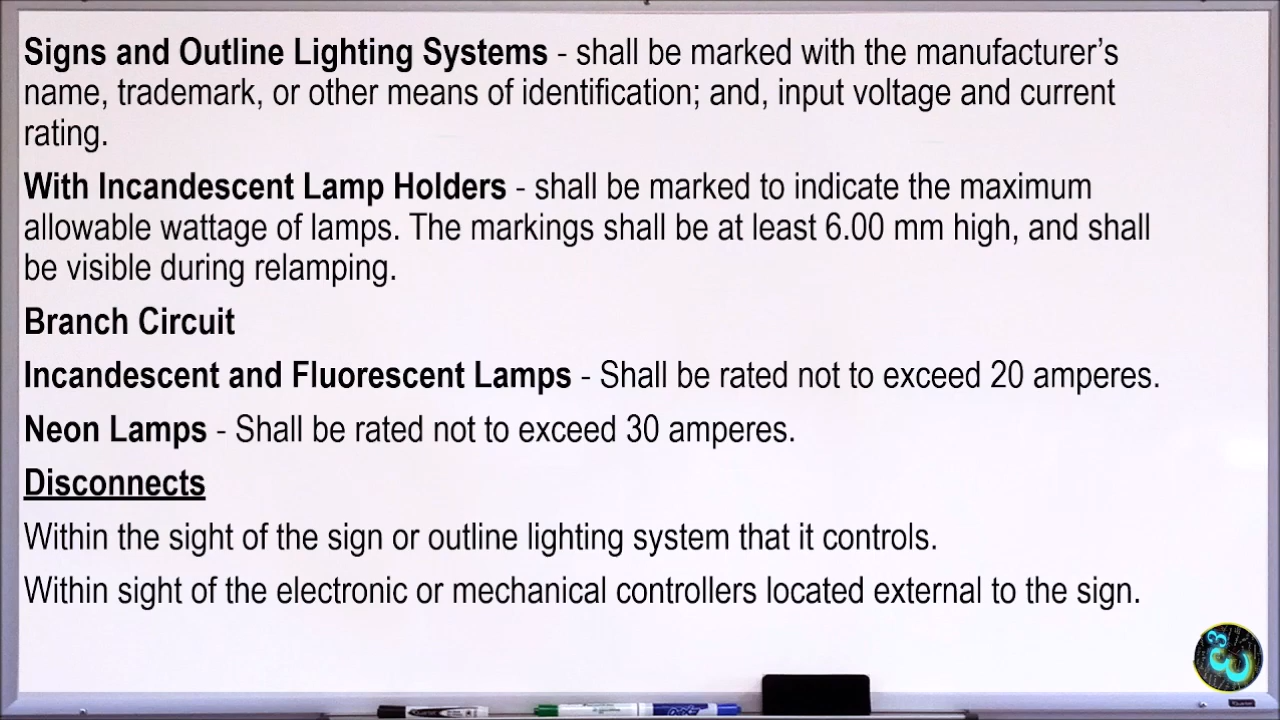 Signs and Outline Lighting Systems - shall be marked with the manufacturer’s
name, trademark, or other means of identification; and, input voltage and current
rating.
With Incandescent Lamp Holders - shall be marked to indicate the maximum
allowable wattage of lamps. The markings shall be at least 6.00 mm high, and shall
be visible during relamping.
Branch Circuit
Incandescent and Fluorescent Lamps - Shall be rated not to exceed 20 amperes.
Neon Lamps - Shall be rated not to exceed 30 amperes.
Disconnects
Within the sight of the sign or outline lighting system that it controls.
Within sight of the electronic or mechanical controllers located external to the sign.